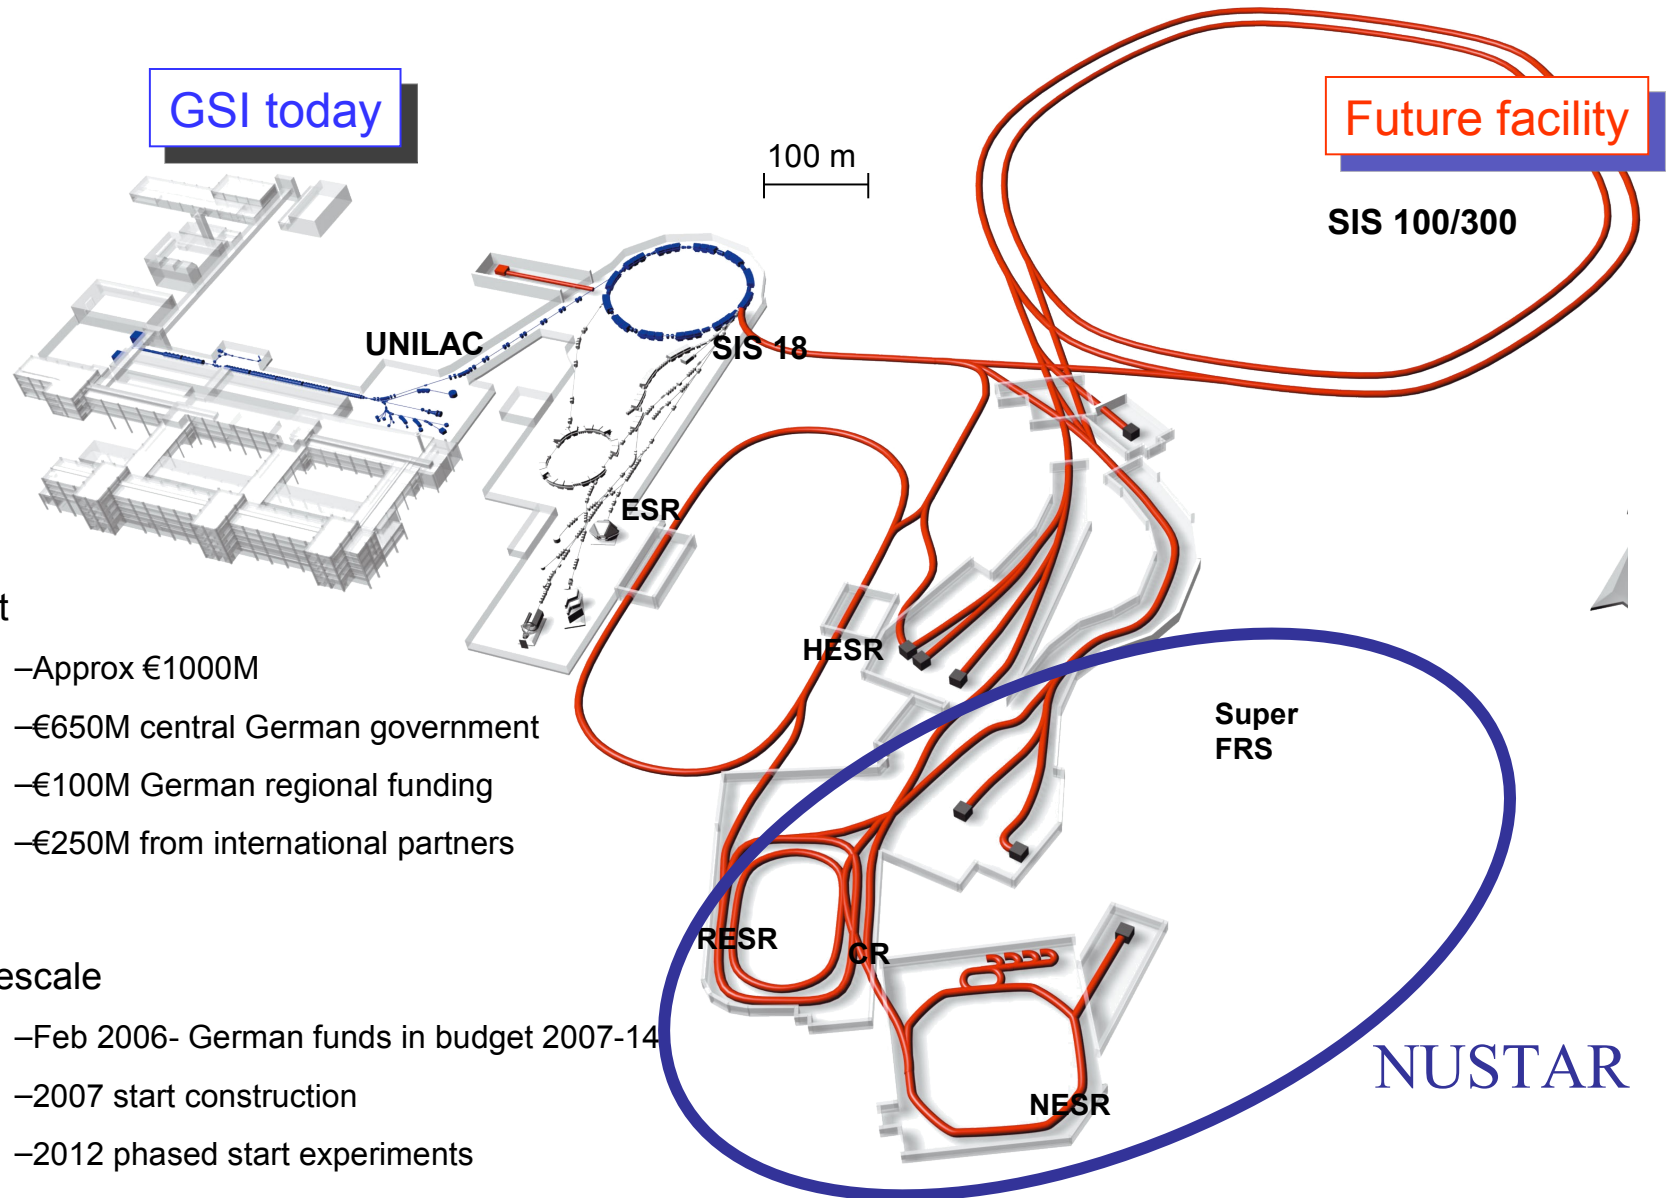 GSI today
Future facility
100 m
SIS 100/300
UNILAC
SIS 18
ESR
t
–Approx €1000M
HESR
–€650M central German government
Super
FRS
–€100M German regional funding
–€250M from international partners
RESR
CR
escale
–Feb 2006- German funds in budget 2007-14
NUSTAR
–2007 start construction
NESR
–2012 phased start experiments